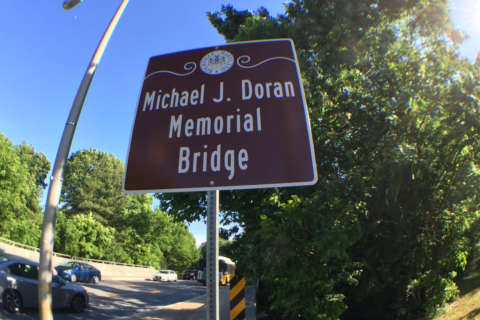 Michael J. Doran
Memorial
Bridge